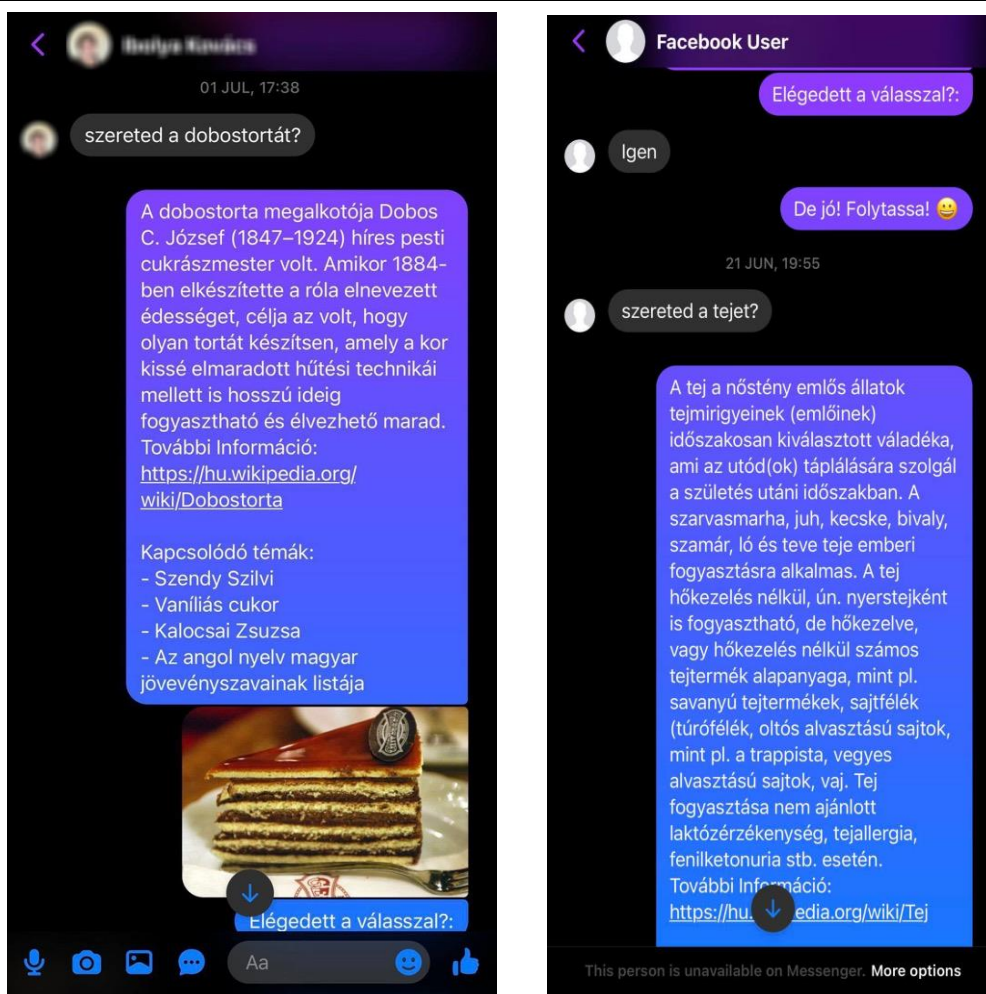 01 JUL, 17:38
szereted a dobostortát?
A dobostorta megalkotója Dobos
C. József (1847–1924) híres pesti
cukrászmester volt. Amikor 1884-
ben elkészítette a róla elnevezett
édességet, célja az volt, hogy
olyan tortát készítsen, amely a kor
kissé elmaradott hűtési technikái
mellett is hosszú ideig
fogyasztható és élvezhető marad.
További Információ:
https://hu.wikipedia.org/
wiki/Dobostorta
Kapcsolódó témák:
- Szendy Szilvi
- Vaníliás cukor
- Kalocsai Zsuzsa
- Az angol nyelv magyar
jövevényszavainak listája
Elégedett a válasszal?:
Aa
Facebook User
Elégedett a válasszal?:
Igen
De jó! Folytassa! 😀
21 JUN, 19:55
szereted a tejet?
A tej a nőstény emlős állatok
tejmirigyeinek (emlőinek)
időszakosan kiválasztott váladéka,
ami az utód(ok) táplálására szolgál
a születés utáni időszakban. A
szarvasmarha, juh, kecske, bivaly,
szamár, ló és teve teje emberi
fogyasztásra alkalmas. A tej
hőkezelés nélkül, ún. nyerstejként
is fogyasztható, de hőkezelve,
vagy hőkezelés nélkül számos
tejtermék alapanyaga, mint pl.
savanyú tejtermékek, sajtfélék
(túrófélék, oltós alvasztású sajtok,
mint pl. a trappista, vegyes
alvasztású sajtok, vaj. Tej
fogyasztása nem ajánlott
laktózérzékenység, tejallergia,
fenilketonuria stb. esetén.
További Információ:
https://hu. edia.org/wiki/Tej
This person is unavailable on Messenger. More options